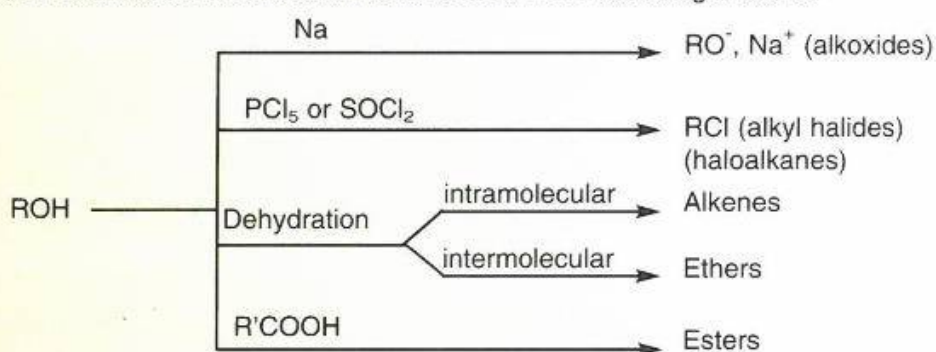 Na
RO⁻, Na⁺ (alkoxides)
PCl₅ or SOCl₂
RCl (alkyl halides)
(haloalkanes)
ROH
Dehydration
intramolecular
Alkenes
intermolecular
Ethers
R'COOH
Esters